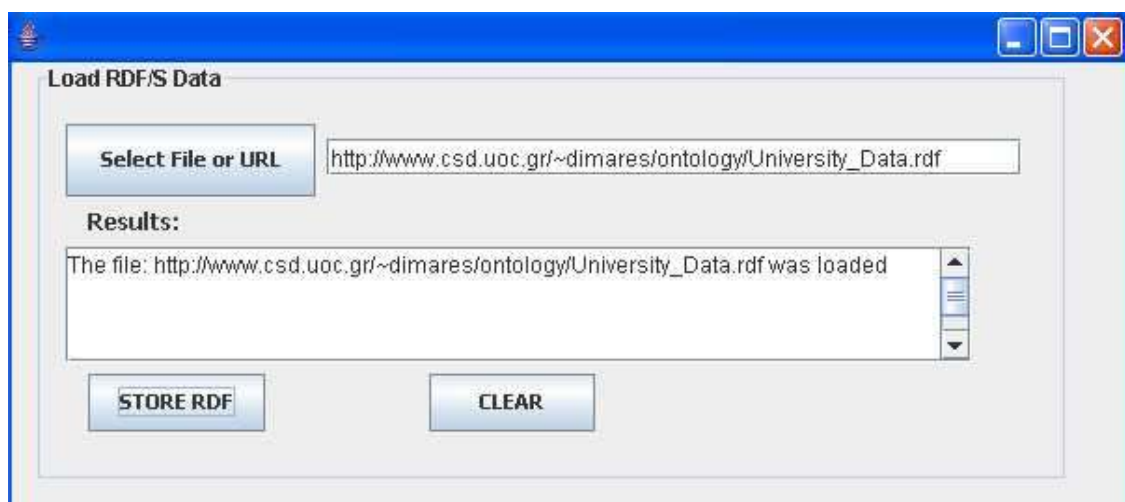 Load RDF/S Data
Select File or URL
http://www.csd.uoc.gr/~dimares/ontology/University_Data.rdf
Results:
The file: http://www.csd.uoc.gr/~dimares/ontology/University_Data.rdf was loaded
STORE RDF
CLEAR